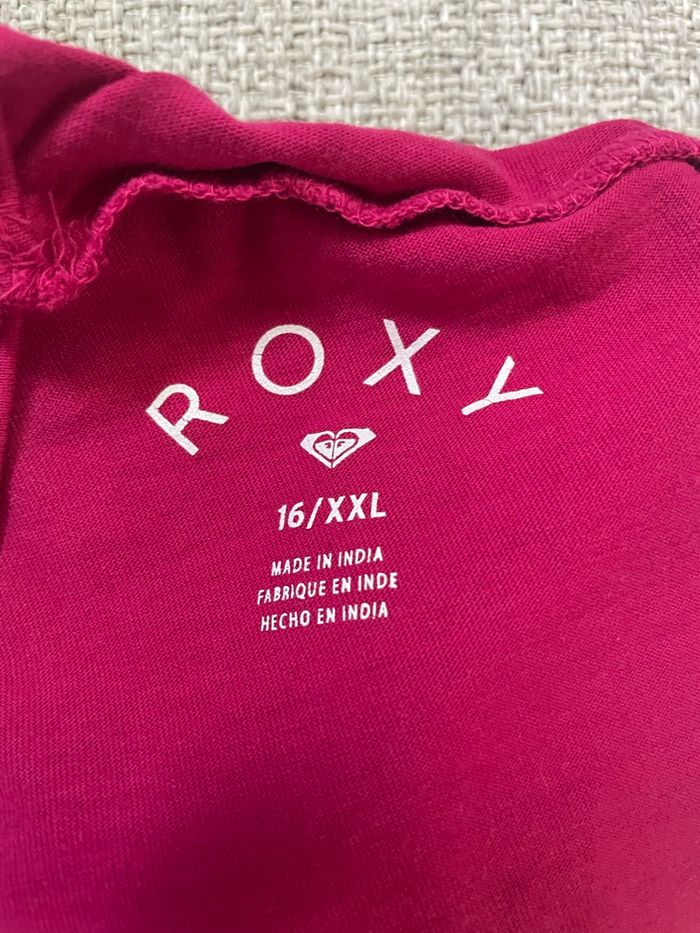 ROXY
16/XXL
MADE IN INDIA
FABRIQUE EN INDE
HECHO EN INDIA